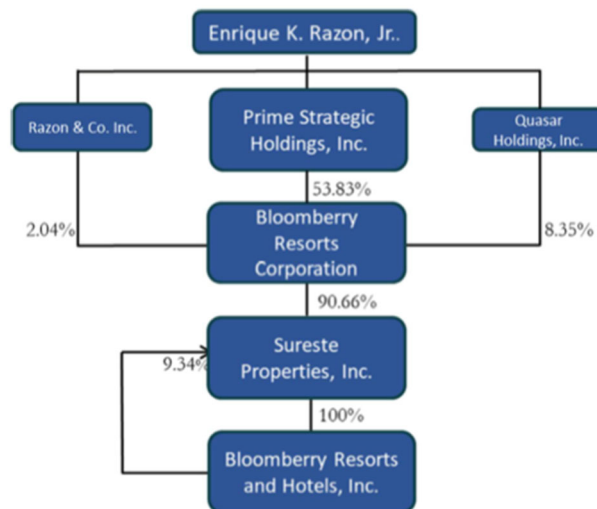 Enrique K. Razon, Jr..
Razon & Co. Inc.
Prime Strategic
Holdings, Inc.
Quasar
Holdings, Inc.
53.83%
2.04%
Bloomberry
Resorts
Corporation
8.35%
90.66%
Sureste
Properties, Inc.
9.34%
100%
Bloomberry Resorts
and Hotels, Inc.